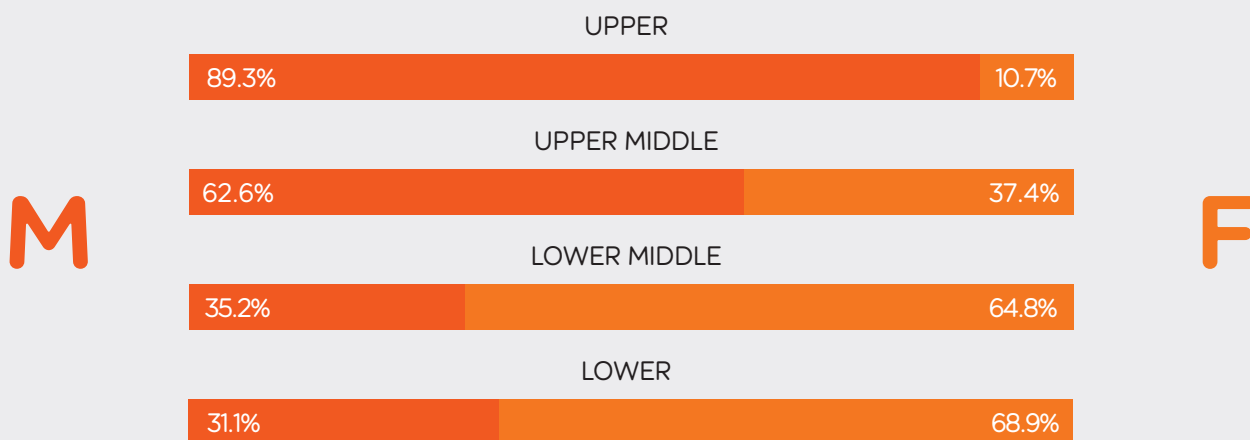 UPPER
89.3% 10.7%
UPPER MIDDLE
62.6% 37.4%
M F
LOWER MIDDLE
35.2% 64.8%
LOWER
31.1% 68.9%